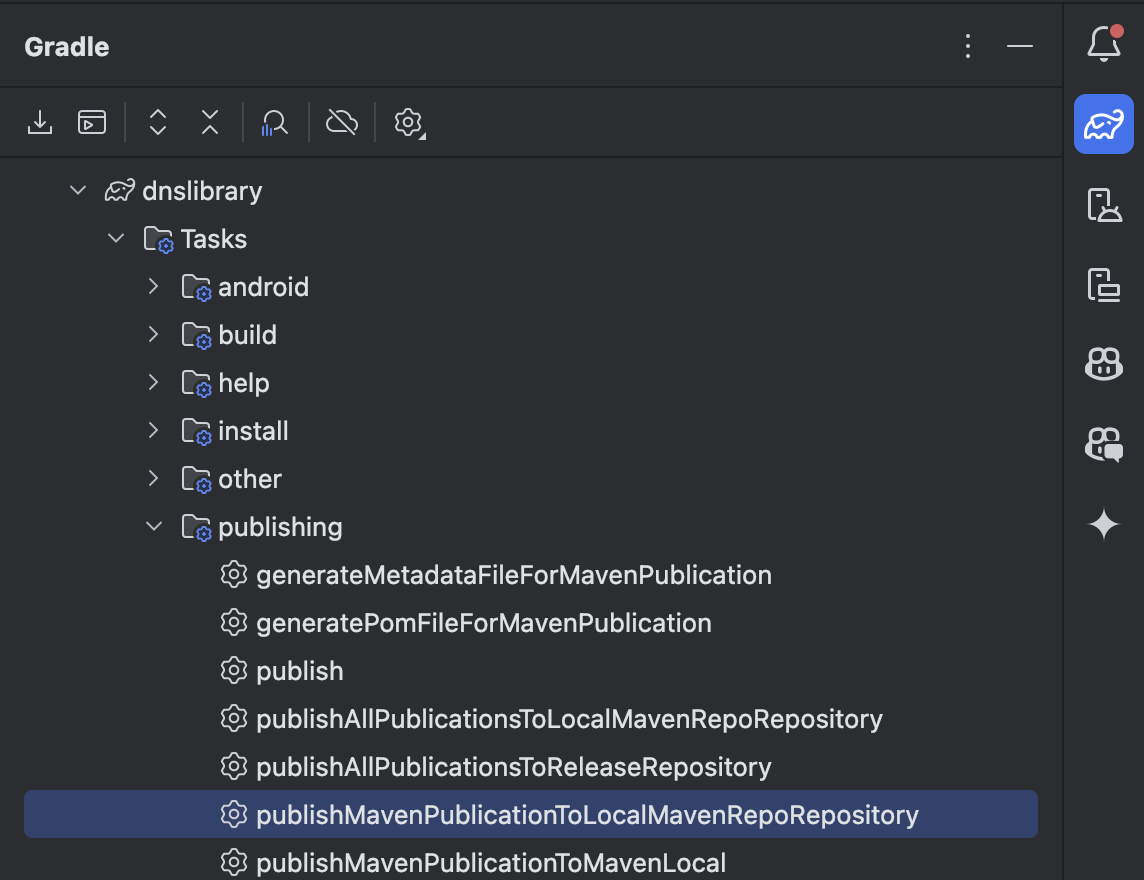 Gradle
dnslibrary
Tasks
android
build
help
install
other
publishing
generateMetadataFileForMavenPublication
generatePomFileForMavenPublication
publish
publishAllPublicationsToLocalMavenRepoRepository
publishAllPublicationsToReleaseRepository
publishMavenPublicationToLocalMavenRepoRepository
publishMavenPublicationToMavenLocal